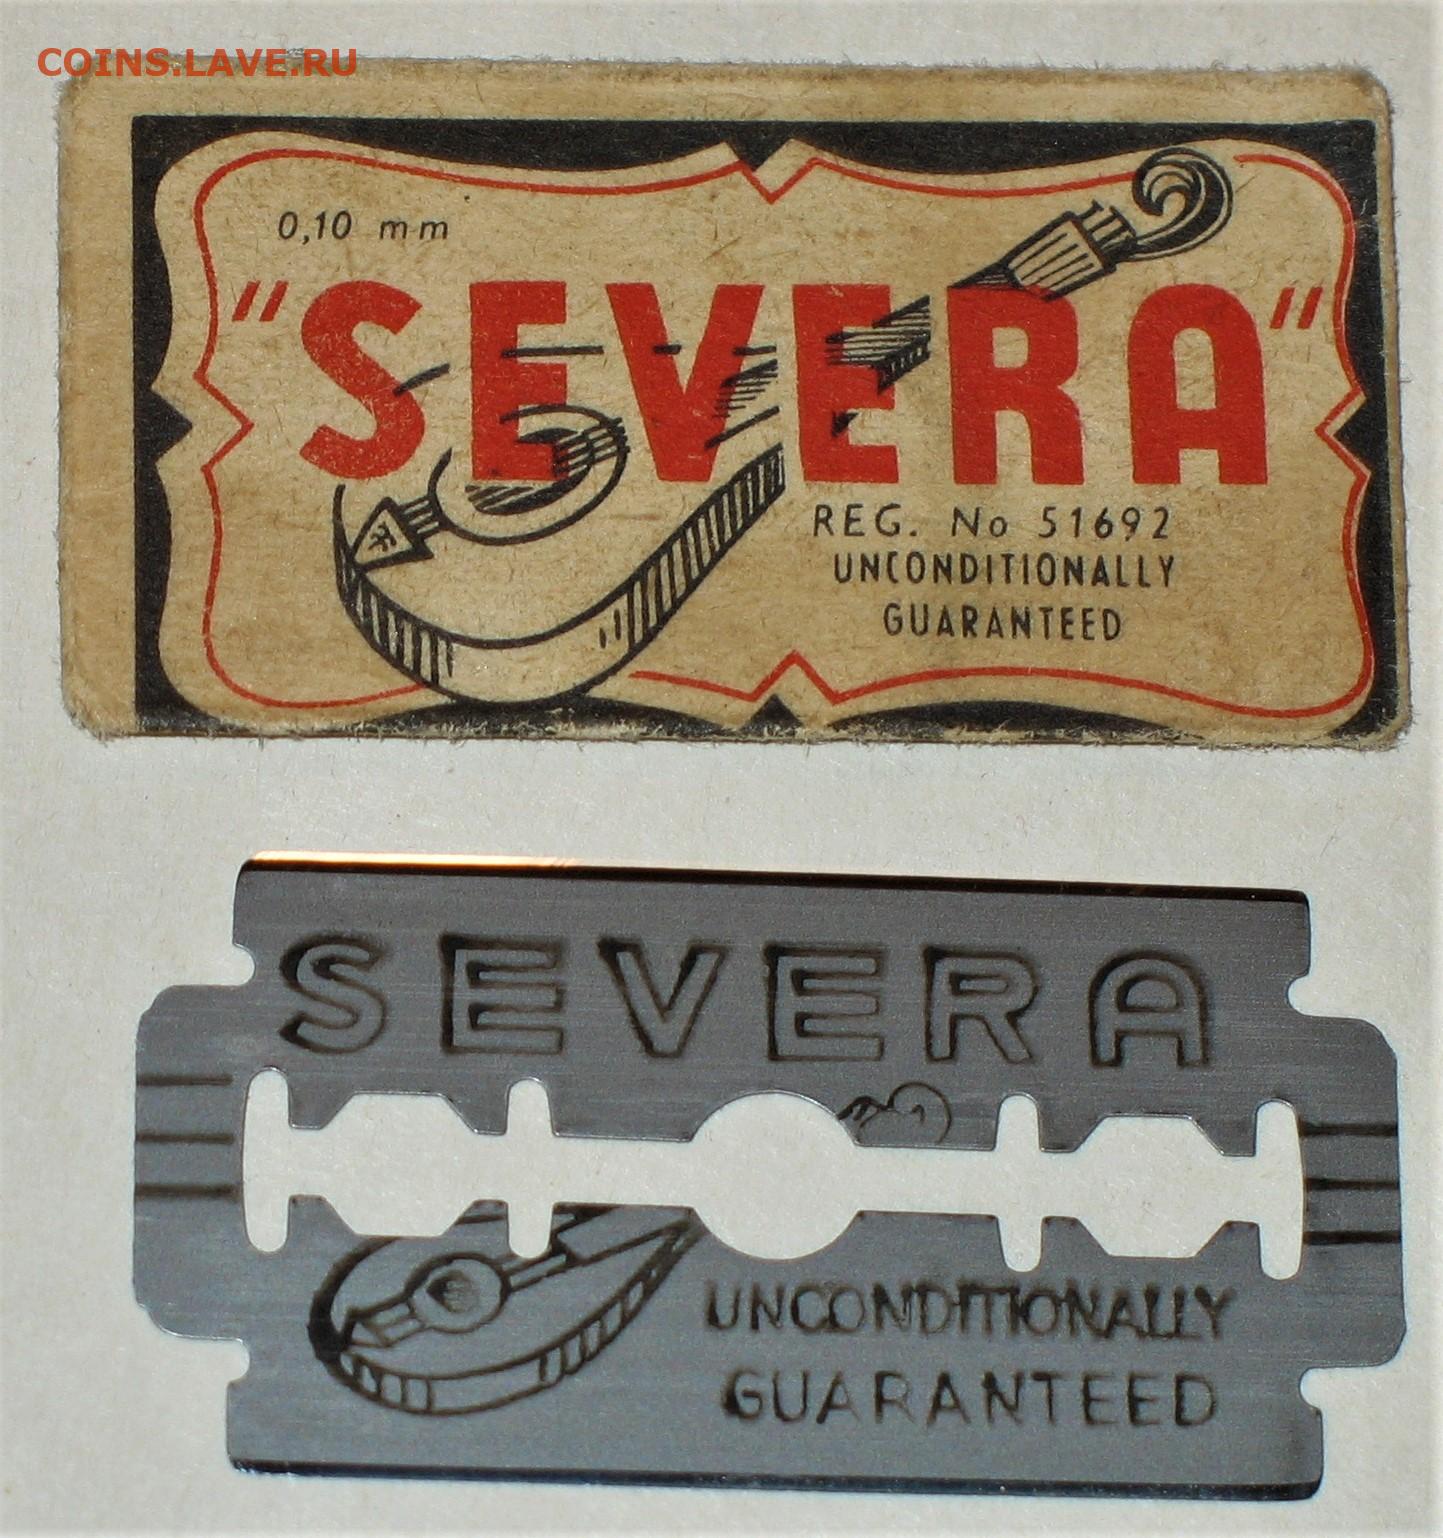 COINS.LAVE.RU
0,10 mm
"SEVERA"
REG. No 51692
UNCONDITIONALLY
GUARANTEED
SEVERA
UNCONDITIONALLY
GUARANTEED